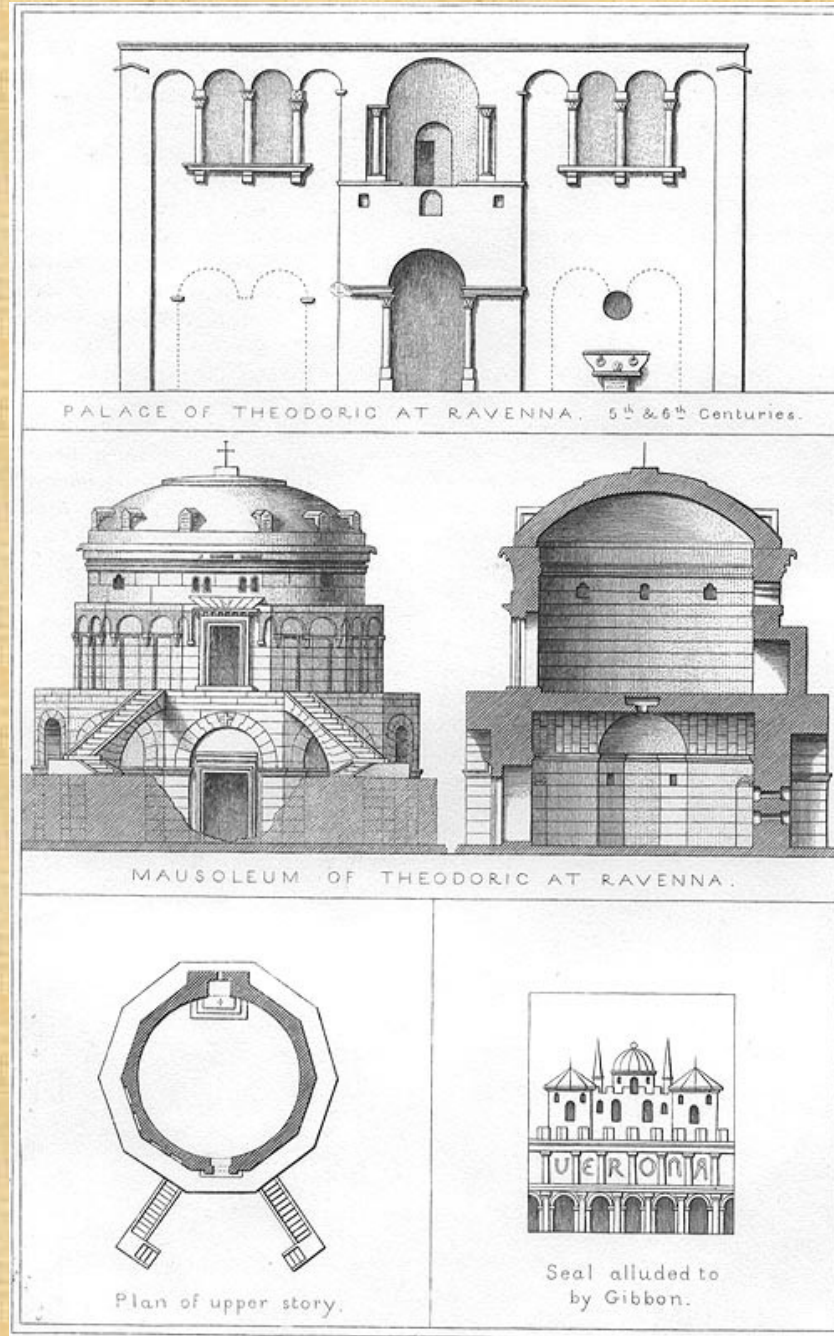 PALACE OF THEODORIC AT RAVENNA. 5th & 6th Centuries.
MAUSOLEUM OF THEODORIC AT RAVENNA.
Plan of upper story.
VERONA
Seal alluded to
by Gibbon.